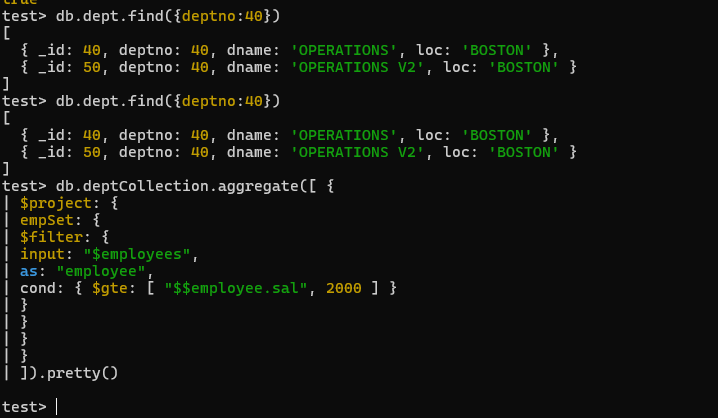 true
test> db.dept.find({deptno:40})
[
  { _id: 40, deptno: 40, dname: 'OPERATIONS', loc: 'BOSTON' },
  { _id: 50, deptno: 40, dname: 'OPERATIONS V2', loc: 'BOSTON' }
]
test> db.dept.find({deptno:40})
[
  { _id: 40, deptno: 40, dname: 'OPERATIONS', loc: 'BOSTON' },
  { _id: 50, deptno: 40, dname: 'OPERATIONS V2', loc: 'BOSTON' }
]
test> db.deptCollection.aggregate([ {
| $project: {
| empSet: {
| $filter: {
| input: "$employees",
| as: "employee",
| cond: { $gte: [ "$$employee.sal", 2000 ] }
| }
| }
| }
| }
| ]).pretty()

test>